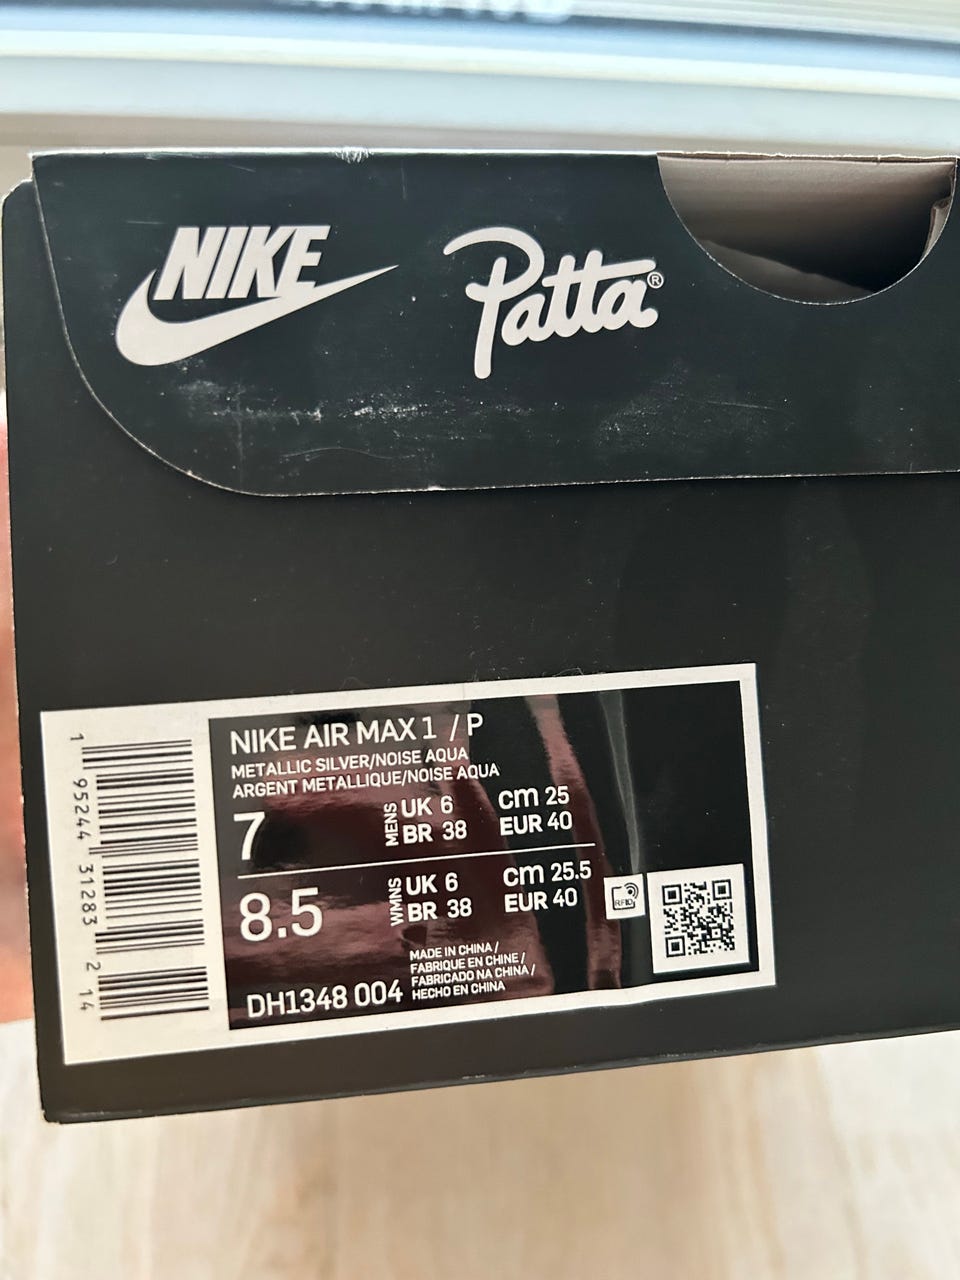 NIKE
Patta®
NIKE AIR MAX 1 / P
METALLIC SILVER/NOISE AQUA
ARGENT METALLIQUE/NOISE AQUA
7 MENS UK 6 cm 25
BR 38 EUR 40
8.5 WMNS UK 6 cm 25.5
BR 38 EUR 40
RFID
MADE IN CHINA /
FABRIQUE EN CHINE /
FABRICADO NA CHINA /
HECHO EN CHINA
DH1348 004
1 95244 31283 2 14